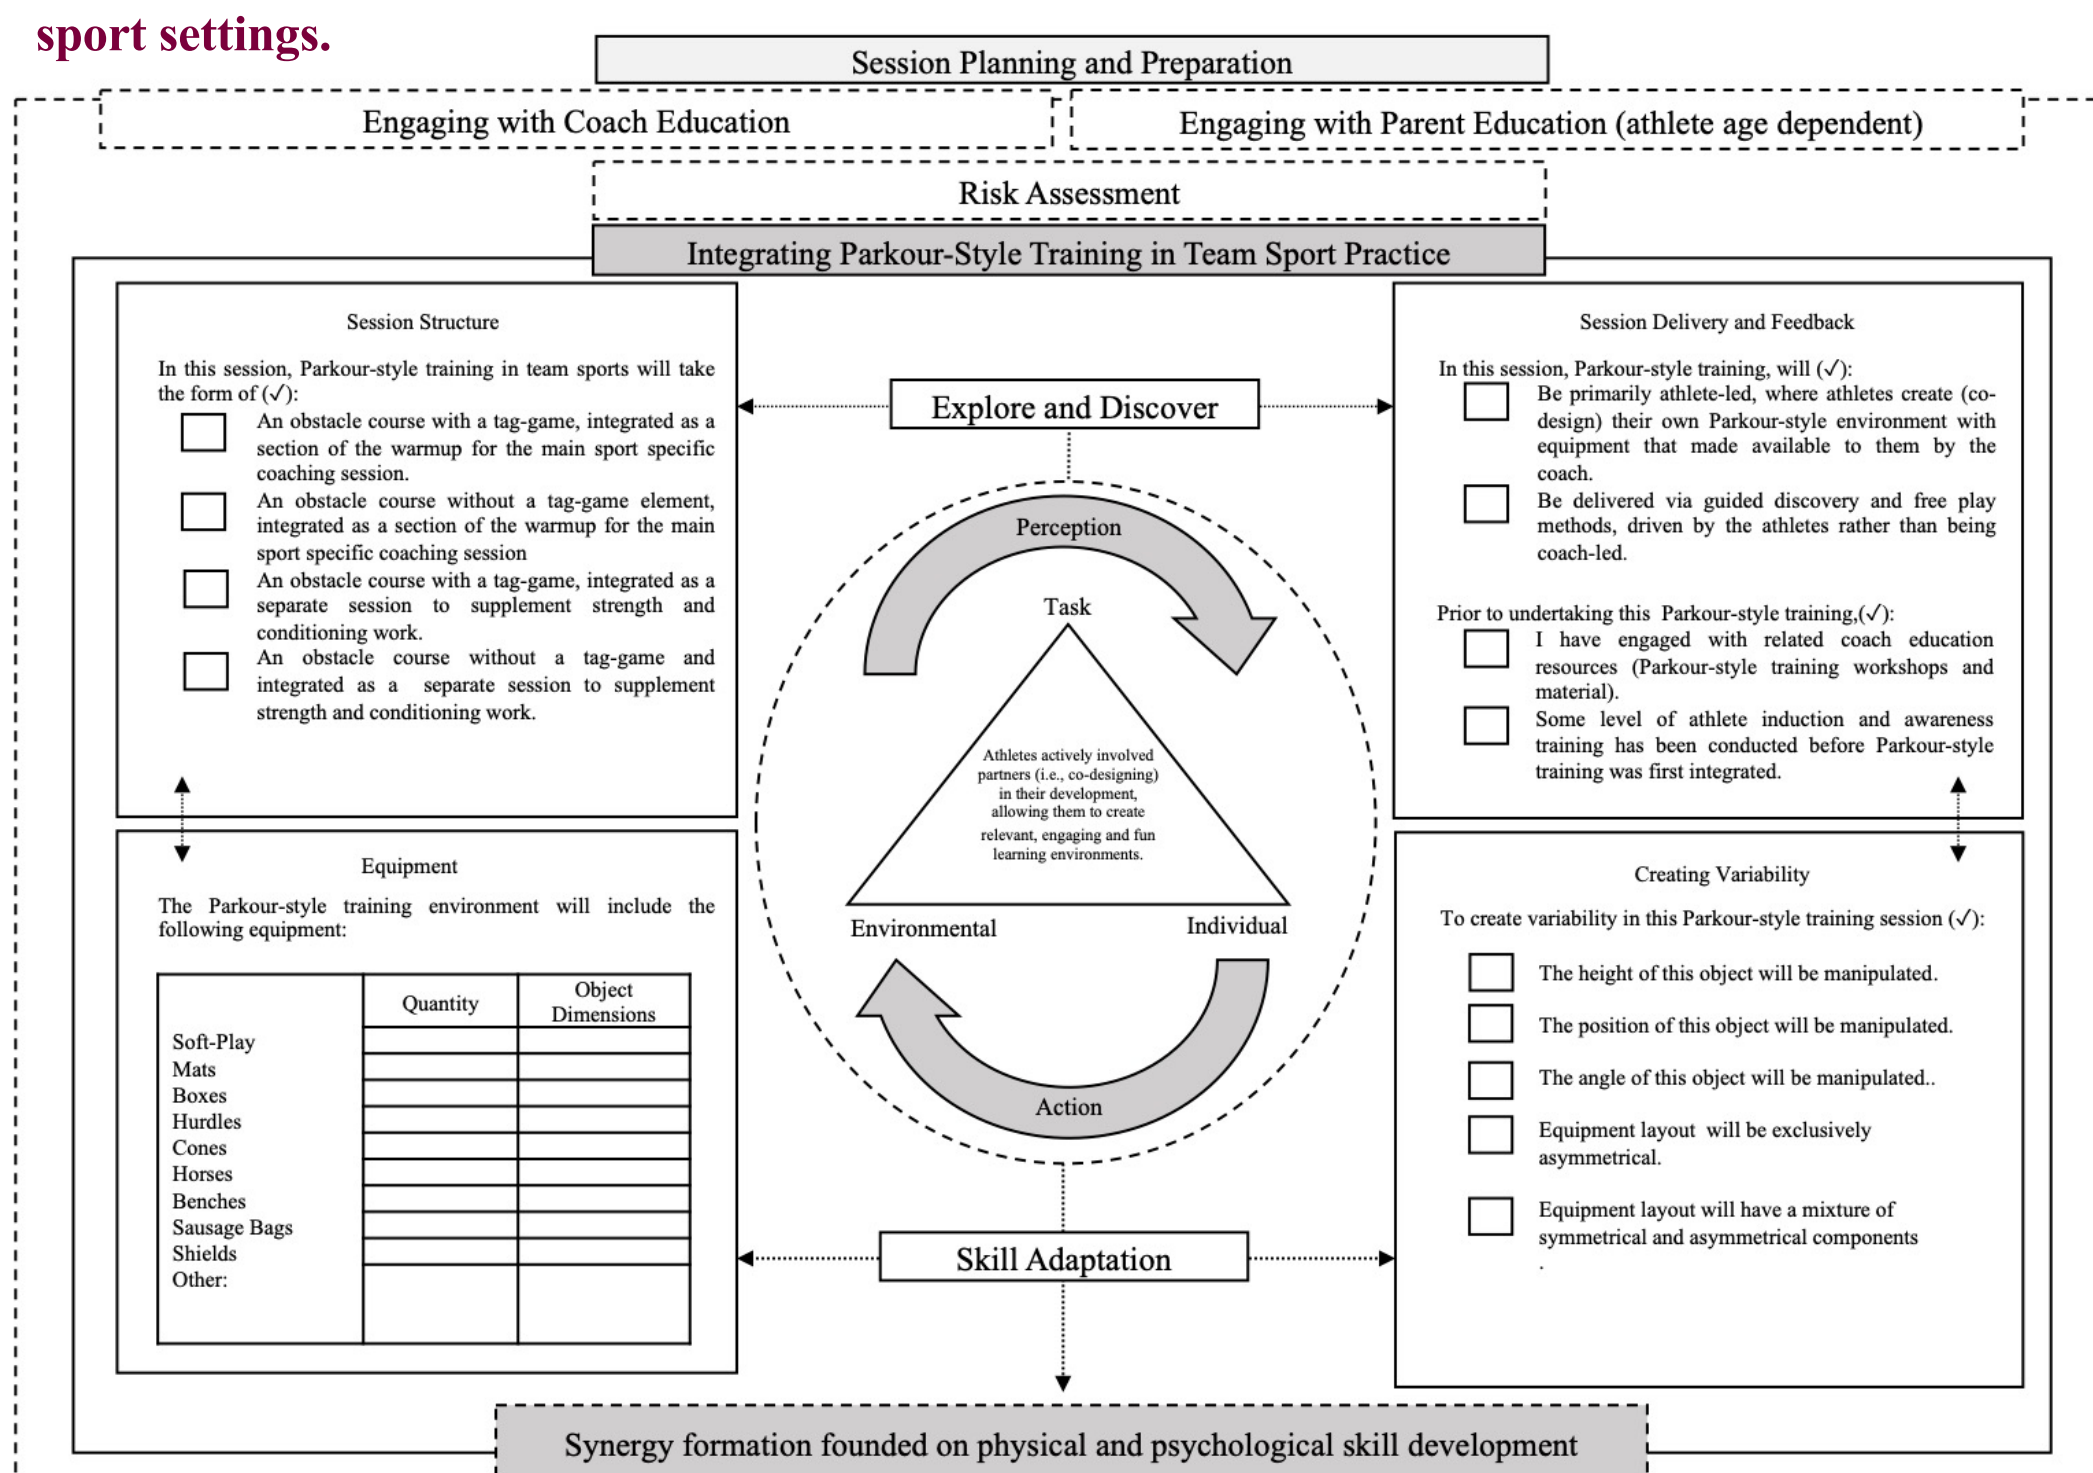 sport settings.
Session Planning and Preparation
Engaging with Coach Education
Engaging with Parent Education (athlete age dependent)
Risk Assessment
Integrating Parkour-Style Training in Team Sport Practice
Session Structure
In this session, Parkour-style training in team sports will take
the form of (✓):
An obstacle course with a tag-game, integrated as a
section of the warmup for the main sport specific
coaching session.
An obstacle course without a tag-game element,
integrated as a section of the warmup for the main
sport specific coaching session
An obstacle course with a tag-game, integrated as a
separate session to supplement strength and
conditioning work.
An obstacle course without a tag-game and
integrated as a separate session to supplement
strength and conditioning work.
Explore and Discover
Session Delivery and Feedback
In this session, Parkour-style training, will (✓):
Be primarily athlete-led, where athletes create (co-
design) their own Parkour-style environment with
equipment that made available to them by the
coach.
Be delivered via guided discovery and free play
methods, driven by the athletes rather than being
coach-led.
Prior to undertaking this Parkour-style training,(✓):
I have engaged with related coach education
resources (Parkour-style training workshops and
material).
Some level of athlete induction and awareness
training has been conducted before Parkour-style
training was first integrated.
Perception
Task
Athletes actively involved
partners (i.e., co-designing)
in their development,
allowing them to create
relevant, engaging and fun
learning environments.
Environmental
Individual
Action
Equipment
The Parkour-style training environment will include the
following equipment:
Quantity
Object
Dimensions
Soft-Play
Mats
Boxes
Hurdles
Cones
Horses
Benches
Sausage Bags
Shields
Other:
Creating Variability
To create variability in this Parkour-style training session (✓):
The height of this object will be manipulated.
The position of this object will be manipulated.
The angle of this object will be manipulated..
Equipment layout will be exclusively
asymmetrical.
Equipment layout will have a mixture of
symmetrical and asymmetrical components
.
Skill Adaptation
Synergy formation founded on physical and psychological skill development